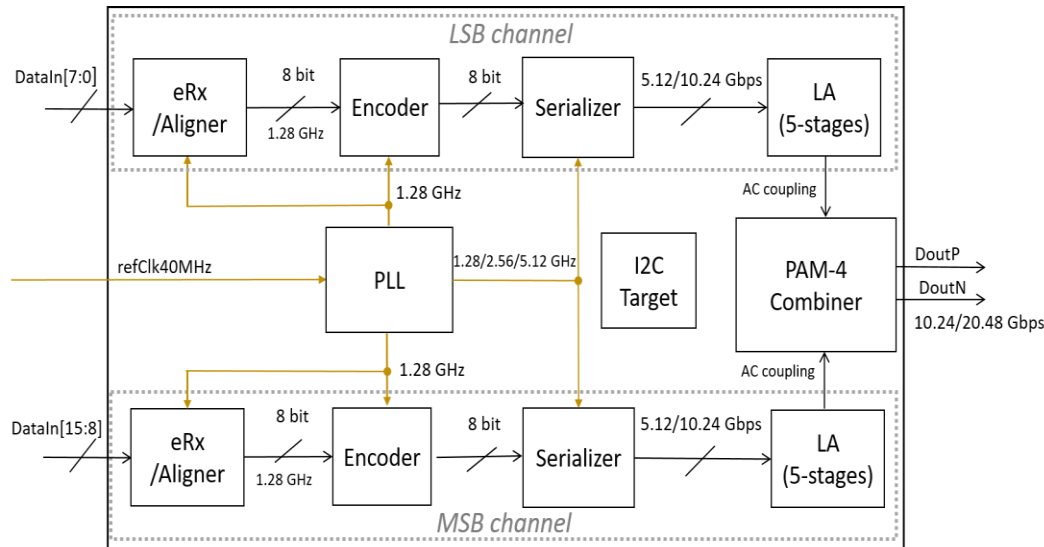 LSB channel
DataIn[7:0]
eRx
/Aligner
8 bit
1.28 GHz
Encoder
8 bit
Serializer
5.12/10.24 Gbps
LA
(5-stages)
1.28 GHz
AC coupling
refClk40MHz
PLL
1.28/2.56/5.12 GHz
I2C
Target
PAM-4
Combiner
DoutP
DoutN
10.24/20.48 Gbps
1.28 GHz
AC coupling
DataIn[15:8]
eRx
/Aligner
8 bit
1.28 GHz
Encoder
8 bit
Serializer
5.12/10.24 Gbps
LA
(5-stages)
MSB channel